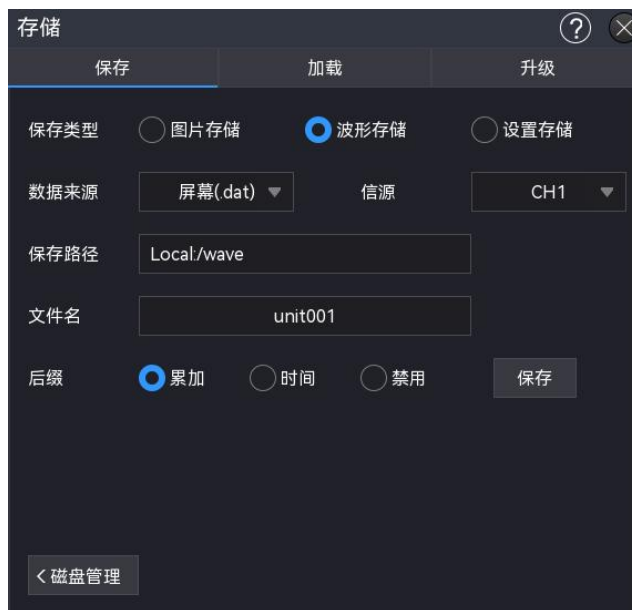 存储 ?
保存 加载 升级
保存类型 图片存储 波形存储 设置存储
数据来源 屏幕(.dat) 信源 CH1
保存路径 Local:/wave
文件名 unit001
后缀 累加 时间 禁用 保存
<磁盘管理